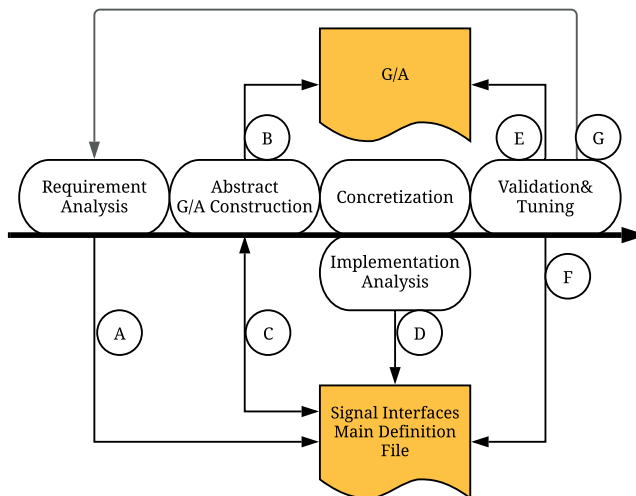 G/A
B
E
G
Requirement
Analysis
Abstract
G/A Construction
Concretization
Validation&
Tuning
Implementation
Analysis
F
A
C
D
Signal Interfaces
Main Definition
File